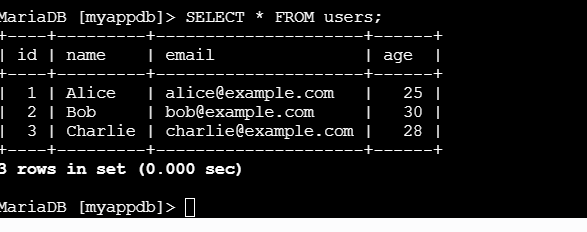 MariaDB [myappdb]> SELECT * FROM users;
+----+---------+---------------------+------+
| id | name    | email               | age  |
+----+---------+---------------------+------+
|  1 | Alice   | alice@example.com   |   25 |
|  2 | Bob     | bob@example.com     |   30 |
|  3 | Charlie | charlie@example.com |   28 |
+----+---------+---------------------+------+
3 rows in set (0.000 sec)
MariaDB [myappdb]>